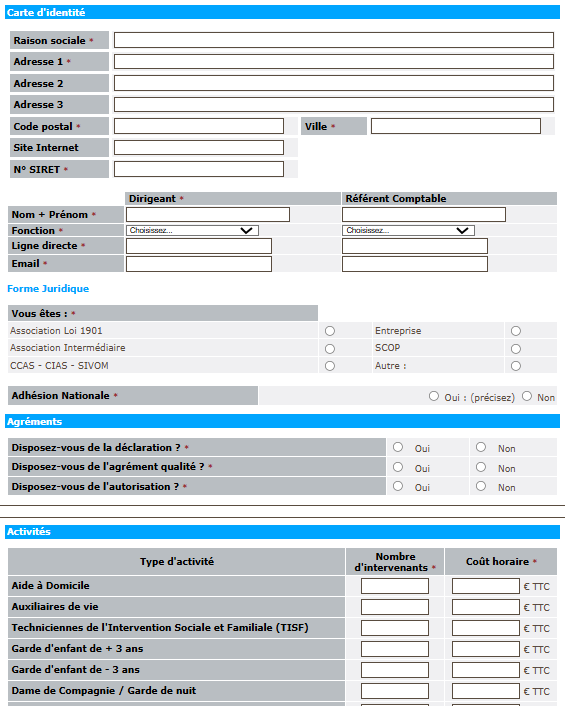 Carte d'identité
Raison sociale *
Adresse 1 *
Adresse 2
Adresse 3
Code postal * Ville *
Site Internet
N° SIRET *
Dirigeant * Référent Comptable
Nom + Prénom *
Fonction * Choisissez... Choisissez...
Ligne directe *
Email *
Forme Juridique
Vous êtes : *
Association Loi 1901 Entreprise
Association Intermédiaire SCOP
CCAS - CIAS - SIVOM Autre :
Adhésion Nationale * Oui : (précisez) Non
Agréments
Disposez-vous de la déclaration ? * Oui Non
Disposez-vous de l'agrément qualité ? * Oui Non
Disposez-vous de l'autorisation ? * Oui Non
Activités
Type d'activité Nombre d'intervenants * Coût horaire *
Aide à Domicile € TTC
Auxiliaires de vie € TTC
Techniciennes de l'Intervention Sociale et Familiale (TISF) € TTC
Garde d'enfant de + 3 ans € TTC
Garde d'enfant de - 3 ans € TTC
Dame de Compagnie / Garde de nuit € TTC